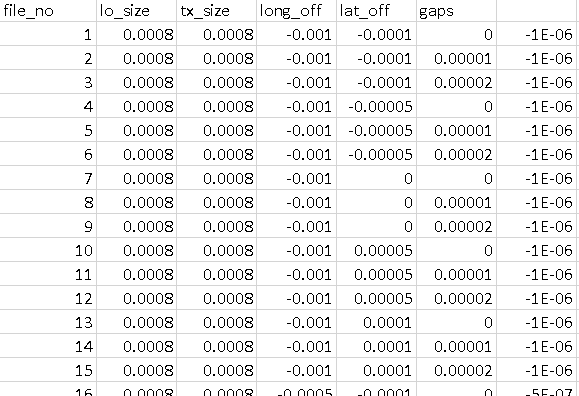 file_no lo_size tx_size long_off lat_off gaps
1 0.0008 0.0008 -0.001 -0.0001 0 -1E-06
2 0.0008 0.0008 -0.001 -0.0001 0.00001 -1E-06
3 0.0008 0.0008 -0.001 -0.0001 0.00002 -1E-06
4 0.0008 0.0008 -0.001 -0.00005 0 -1E-06
5 0.0008 0.0008 -0.001 -0.00005 0.00001 -1E-06
6 0.0008 0.0008 -0.001 -0.00005 0.00002 -1E-06
7 0.0008 0.0008 -0.001 0 0 -1E-06
8 0.0008 0.0008 -0.001 0 0.00001 -1E-06
9 0.0008 0.0008 -0.001 0 0.00002 -1E-06
10 0.0008 0.0008 -0.001 0.00005 0 -1E-06
11 0.0008 0.0008 -0.001 0.00005 0.00001 -1E-06
12 0.0008 0.0008 -0.001 0.00005 0.00002 -1E-06
13 0.0008 0.0008 -0.001 0.0001 0 -1E-06
14 0.0008 0.0008 -0.001 0.0001 0.00001 -1E-06
15 0.0008 0.0008 -0.001 0.0001 0.00002 -1E-06
16 0.0008 0.0008 -0.0005 -0.0001 0 -5E-07